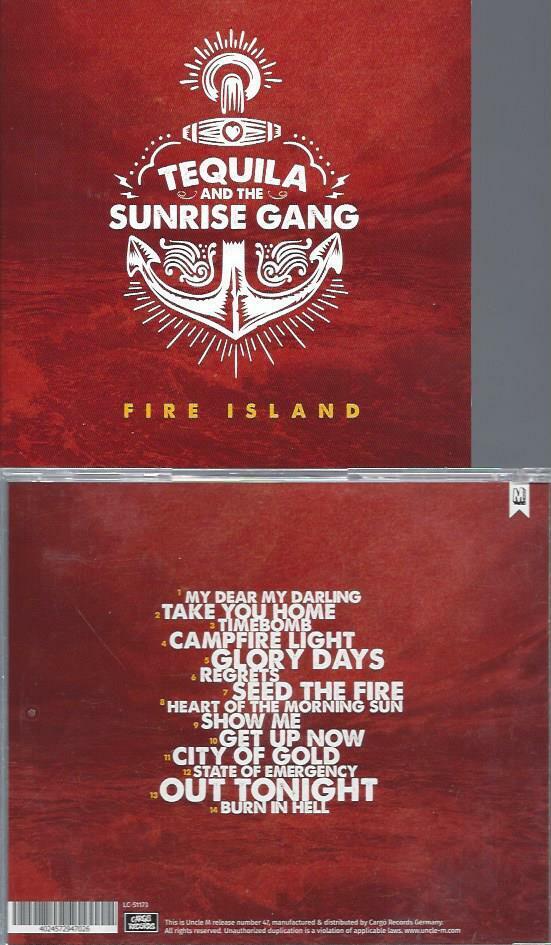 TEQUILA
AND THE
SUNRISE GANG
FIRE ISLAND
M
1 MY DEAR MY DARLING
2 TAKE YOU HOME
3 TIMEBOMB
4 CAMPFIRE LIGHT
5 GLORY DAYS
6 REGRETS
7 SEED THE FIRE
8 HEART OF THE MORNING SUN
9 SHOW ME
10 GET UP NOW
11 CITY OF GOLD
12 STATE OF EMERGENCY
13 OUT TONIGHT
14 BURN IN HELL
LC-51173
4024572947026
CARGO
RECORDS
This is Uncle M release number 47, manufactured & distributed by Cargo Records Germany.
All rights reserved. Unauthorized duplication is a violation of applicable laws. www.uncle-m.com